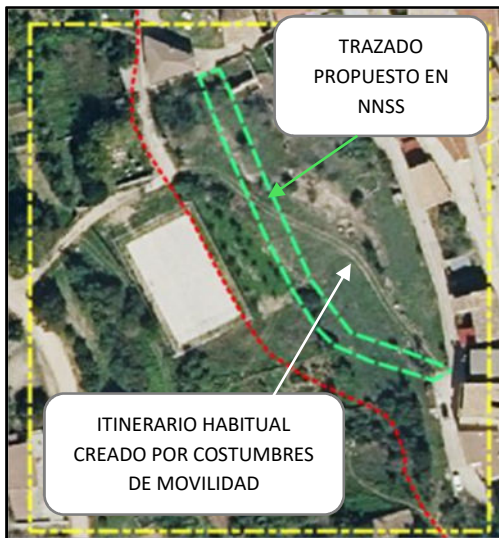 TRAZADO
PROPUESTO EN
NNSS
ITINERARIO HABITUAL
CREADO POR COSTUMBRES
DE MOVILIDAD